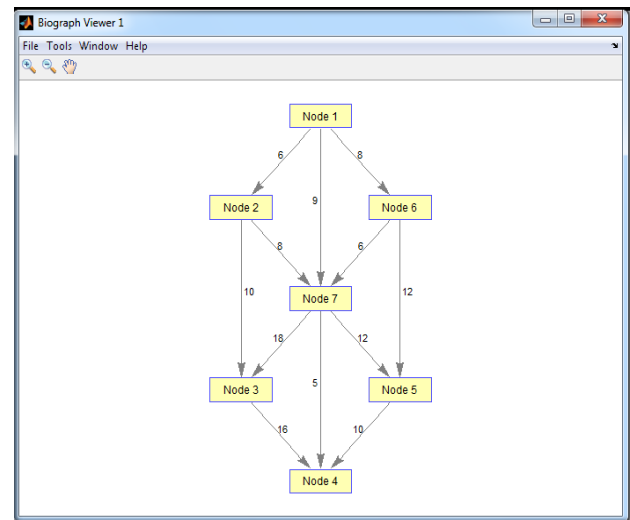 Biograph Viewer 1
File Tools Window Help
Node 1
6
8
9
Node 2
Node 6
8
6
10
12
Node 7
18
12
5
Node 3
Node 5
16
10
Node 4